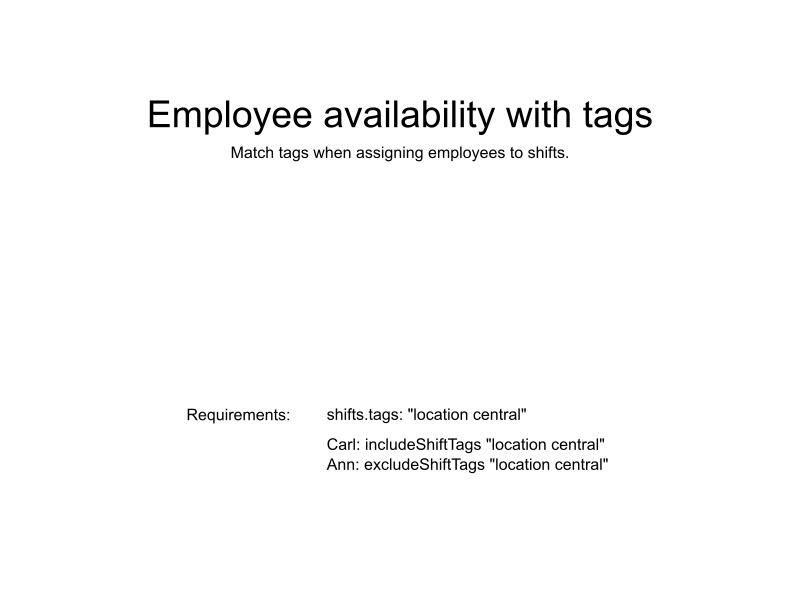 Employee availability with tags
Match tags when assigning employees to shifts.
Requirements: shifts.tags: "location central"
Carl: includeShiftTags "location central"
Ann: excludeShiftTags "location central"